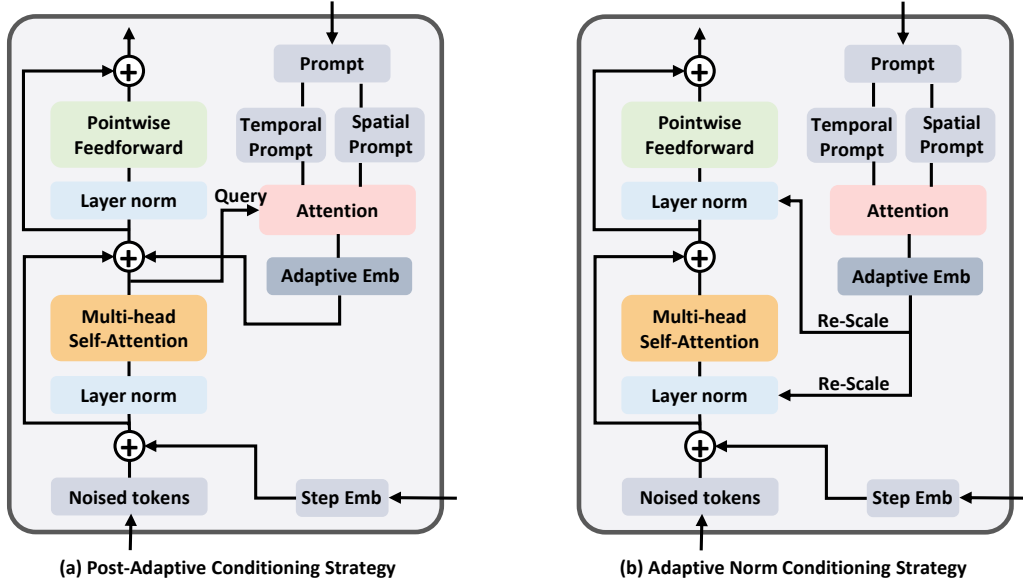 Prompt
Temporal
Prompt
Spatial
Prompt
Pointwise
Feedforward
Layer norm
Query
Attention
Adaptive Emb
Multi-head
Self-Attention
Layer norm
Noised tokens
Step Emb
(a) Post-Adaptive Conditioning Strategy
Prompt
Temporal
Prompt
Spatial
Prompt
Pointwise
Feedforward
Layer norm
Attention
Adaptive Emb
Multi-head
Self-Attention
Re-Scale
Layer norm
Re-Scale
Noised tokens
Step Emb
(b) Adaptive Norm Conditioning Strategy